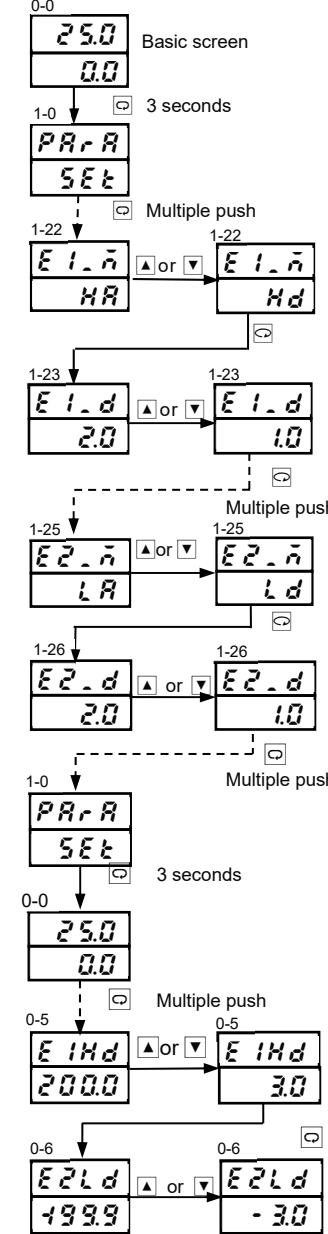 0-0
25.0
Basic screen
0.0
3 seconds
1-0
PArA
SEt
Multiple push
1-22
E1_ñ
HA
▲ or ▼
1-22
E1_ñ
Hd
1-23
E1_d
2.0
▲ or ▼
1-23
E1_d
1.0
Multiple push
1-25
E2_ñ
LA
▲ or ▼
1-25
E2_ñ
Ld
1-26
E2_d
2.0
▲ or ▼
1-26
E2_d
1.0
Multiple push
1-0
PArA
SEt
3 seconds
0-0
25.0
0.0
Multiple push
0-5
E1Hd
200.0
▲ or ▼
0-5
E1Hd
3.0
0-6
E2Ld
-199.9
▲ or ▼
0-6
E2Ld
-3.0